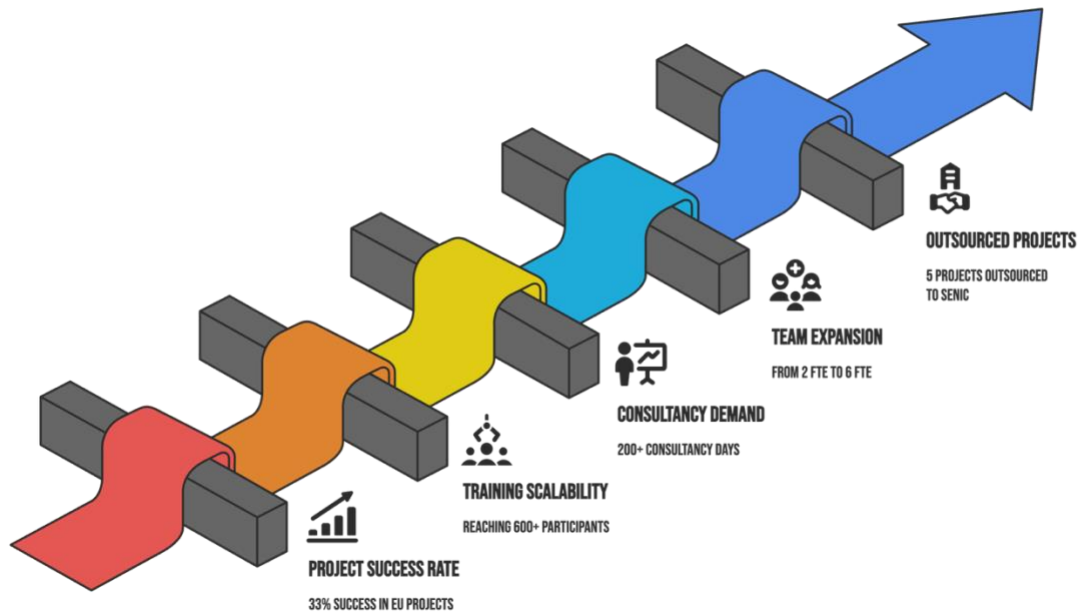 OUTSOURCED PROJECTS
5 PROJECTS OUTSOURCED
TO SENIC
TEAM EXPANSION
FROM 2 FTE TO 6 FTE
CONSULTANCY DEMAND
200+ CONSULTANCY DAYS
TRAINING SCALABILITY
REACHING 600+ PARTICIPANTS
PROJECT SUCCESS RATE
33% SUCCESS IN EU PROJECTS